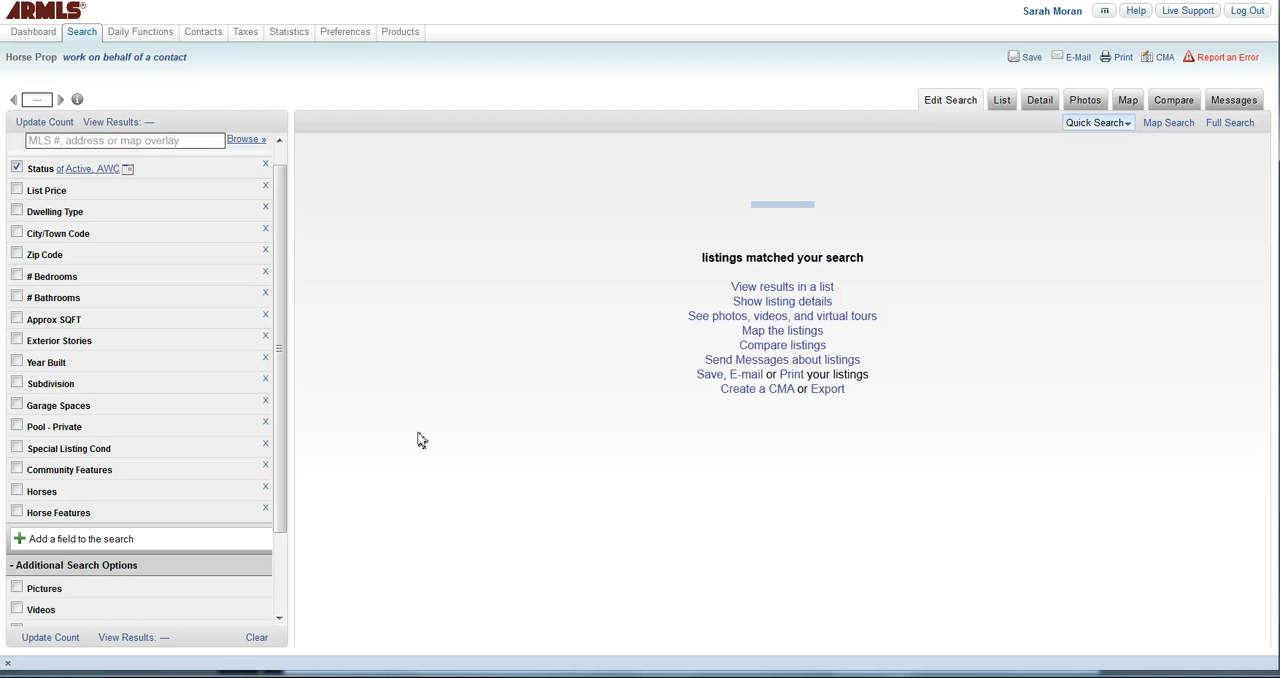 ARMLS®
Sarah Moran m Help Live Support Log Out
Dashboard Search Daily Functions Contacts Taxes Statistics Preferences Products
Horse Prop work on behalf of a contact
Save E-Mail Print CMA Report an Error
---
Edit Search List Detail Photos Map Compare Messages
Update Count View Results: —
Quick Search Map Search Full Search
MLS #, address or map overlay Browse »
Status of Active, AWC X
List Price X
Dwelling Type X
City/Town Code X
Zip Code X
# Bedrooms X
# Bathrooms X
Approx SQFT X
Exterior Stories X
Year Built X
Subdivision X
Garage Spaces X
Pool - Private X
Special Listing Cond X
Community Features X
Horses X
Horse Features X
Add a field to the search
- Additional Search Options
Pictures
Videos
Update Count View Results: — Clear
listings matched your search
View results in a list
Show listing details
See photos, videos, and virtual tours
Map the listings
Compare listings
Send Messages about listings
Save, E-mail or Print your listings
Create a CMA or Export
×